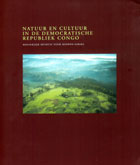 NATUUR EN CULTUUR
IN DE DEMOCRATISCHE
REPUBLIEK CONGO